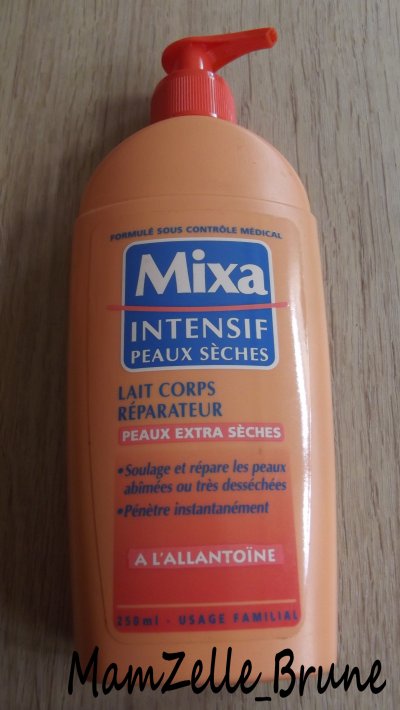 FORMULÉ SOUS CONTRÔLE MÉDICAL
Mixa
INTENSIF
PEAUX SÈCHES
LAIT CORPS
RÉPARATEUR
PEAUX EXTRA SÈCHES
•Soulage et répare les peaux
abîmées ou très desséchées
•Pénètre instantanément
A L'ALLANTOÏNE
250ml - USAGE FAMILIAL
MamZelle_Brune